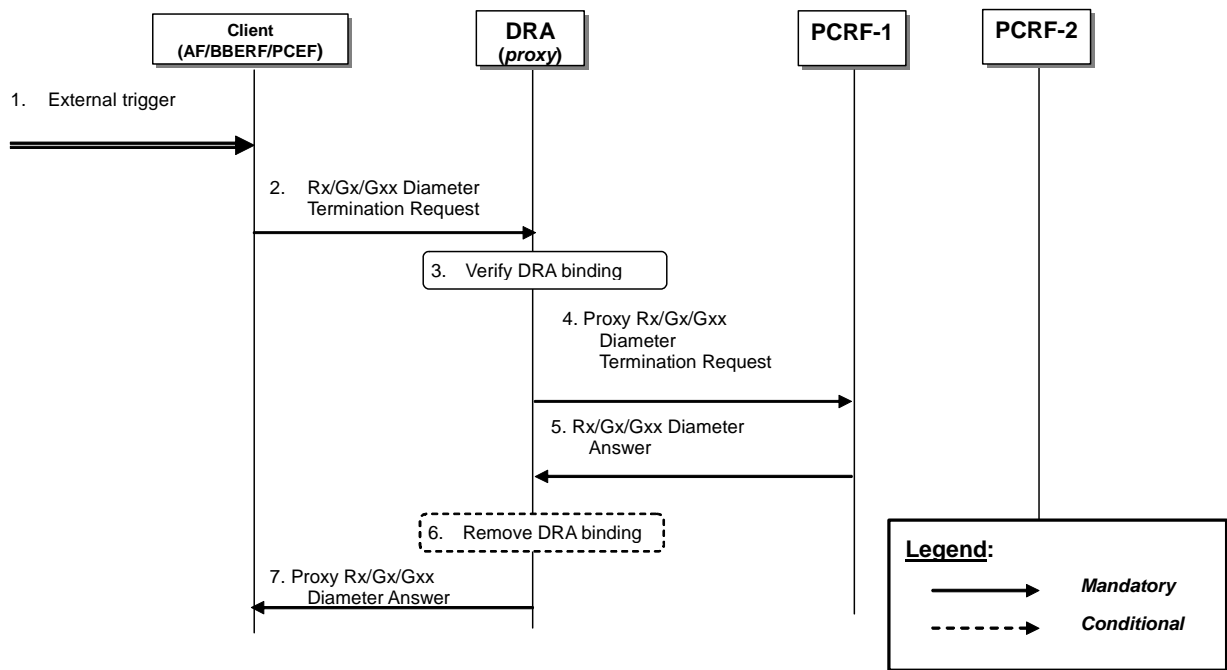 Client
(AF/BBERF/PCEF)
DRA
(proxy)
PCRF-1
PCRF-2
1. External trigger
2. Rx/Gx/Gxx Diameter
Termination Request
3. Verify DRA binding
4. Proxy Rx/Gx/Gxx
Diameter
Termination Request
5. Rx/Gx/Gxx Diameter
Answer
6. Remove DRA binding
7. Proxy Rx/Gx/Gxx
Diameter Answer
Legend:
Mandatory
Conditional